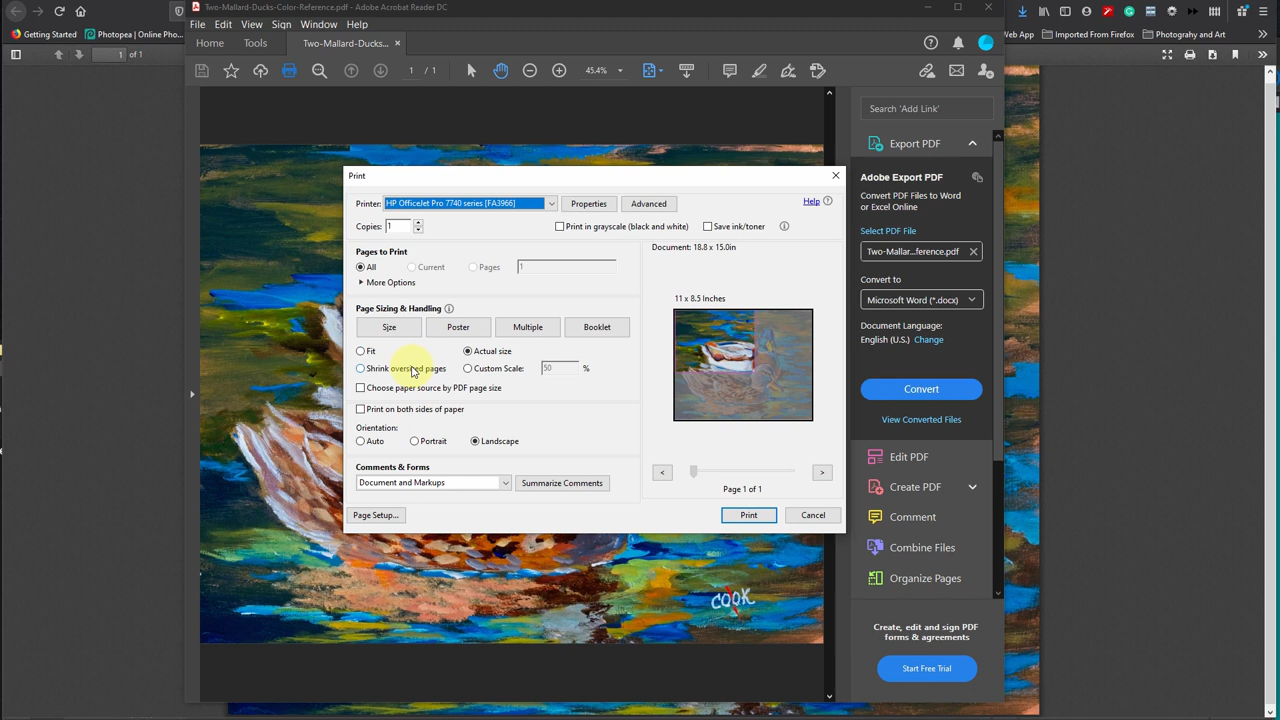 Two-Mallard-Ducks-Color-Reference.pdf - Adobe Acrobat Reader DC
File Edit View Sign Window Help
Getting Started Photopea | Online Pho...
Web App Imported From Firefox Photograhy and Art
1 of 1
Home Tools Two-Mallard-Ducks... ×
1 / 1 45.4%
Search 'Add Link'
Export PDF
Adobe Export PDF
Convert PDF Files to Word
or Excel Online
Select PDF File
Two-Mallar...ference.pdf
Convert to
Microsoft Word (*.docx)
Document Language:
English (U.S.) Change
Convert
View Converted Files
Edit PDF
Create PDF
Comment
Combine Files
Organize Pages
Create, edit and sign PDF
forms & agreements
Start Free Trial
Print
Printer: HP OfficeJet Pro 7740 series [FA3966] Properties Advanced Help
Copies: 1 Print in grayscale (black and white) Save ink/toner
Pages to Print
All Current Pages 1
More Options
Page Sizing & Handling
Size Poster Multiple Booklet
Fit Actual size
Shrink oversized pages Custom Scale: 50 %
Choose paper source by PDF page size
Print on both sides of paper
Orientation:
Auto Portrait Landscape
Comments & Forms
Document and Markups Summarize Comments
Document: 18.8 x 15.0in
11 x 8.5 Inches
< >
Page 1 of 1
Page Setup... Print Cancel
COOK